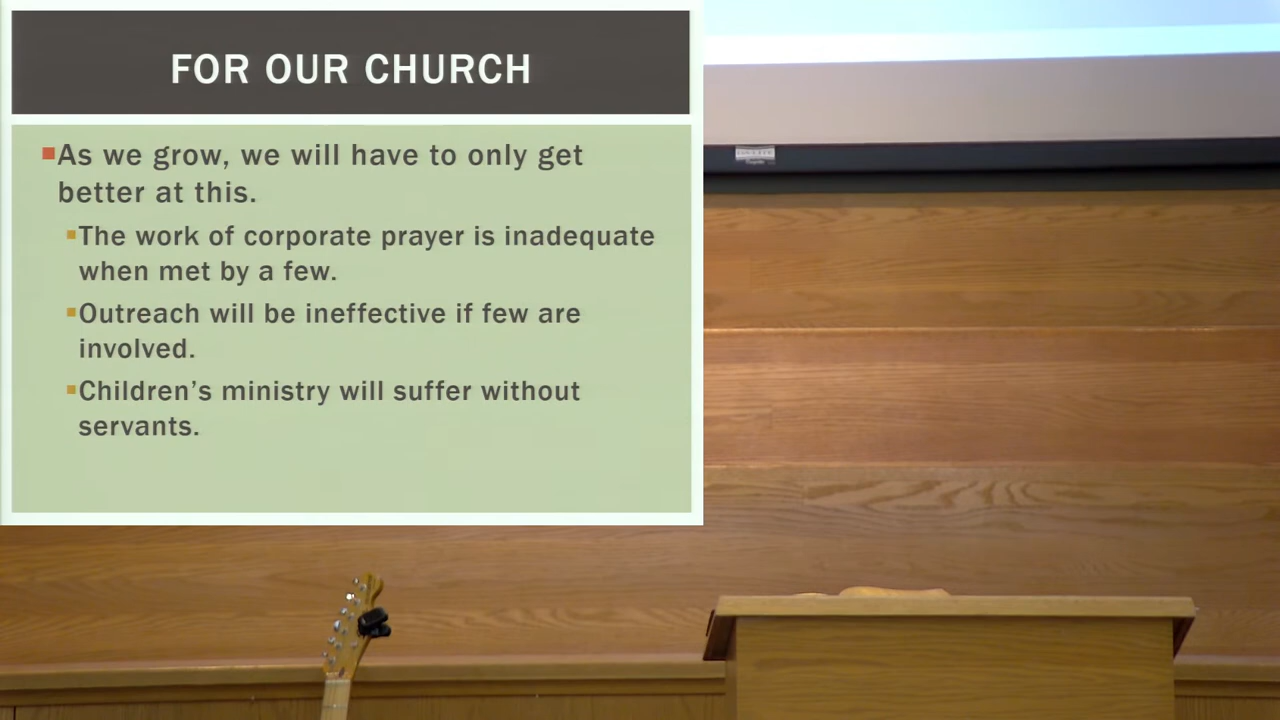 FOR OUR CHURCH
As we grow, we will have to only get
better at this.
The work of corporate prayer is inadequate
when met by a few.
Outreach will be ineffective if few are
involved.
Children’s ministry will suffer without
servants.